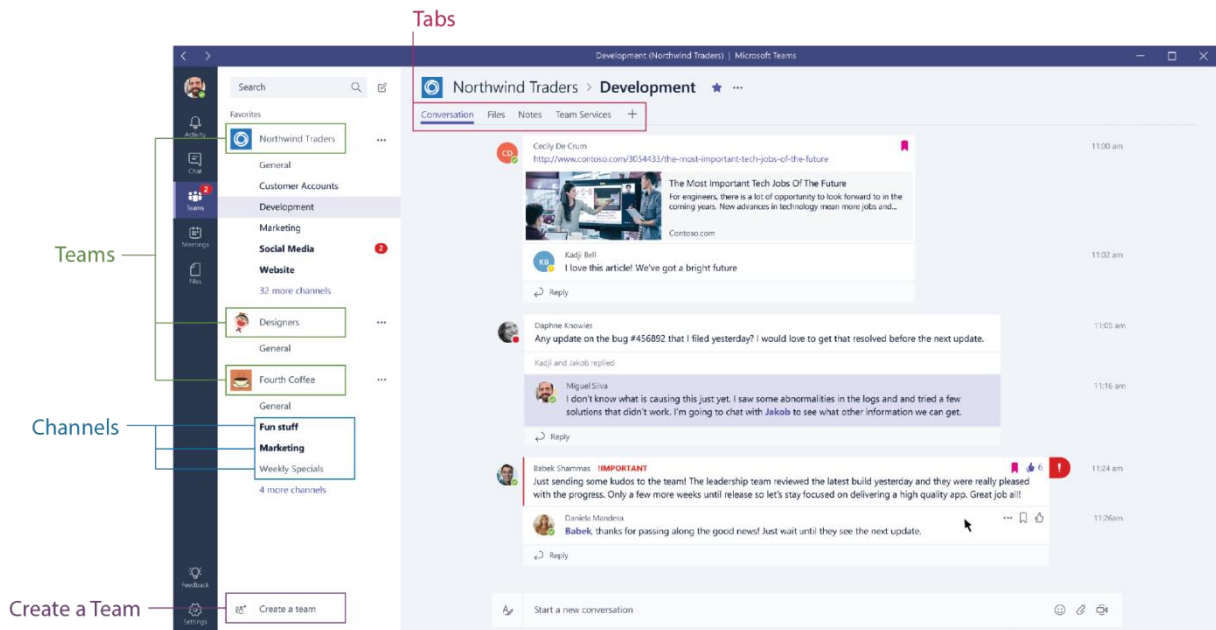 Tabs
Development (Northwind Traders) | Microsoft Teams
Search
Northwind Traders > Development
Activity
Favorites
Conversation Files Notes Team Services +
Northwind Traders
Chat
General
Customer Accounts
2
Teams
Development
Marketing
Meetings
Social Media 2
Website
Files
32 more channels
Teams
Designers
General
Fourth Coffee
General
Channels
Fun stuff
Marketing
Weekly Specials
4 more channels
Feedback
Create a Team
Create a team
Settings
CD
Cecily De Crum
11:00 am
http://www.contoso.com/3054433/the-most-important-tech-jobs-of-the-future
The Most Important Tech Jobs Of The Future
For engineers, there is a lot of opportunity to look forward to in the
coming years. New advances in technology mean more jobs and...
Contoso.com
KB
Kadji Bell
11:02 am
I love this article! We've got a bright future
Reply
Daphne Knowles
11:05 am
Any update on the bug #456892 that I filed yesterday? I would love to get that resolved before the next update.
Kadji and Jakob replied
Miguel Silva
11:16 am
I don't know what is causing this just yet. I saw some abnormalities in the logs and and tried a few
solutions that didn't work. I'm going to chat with Jakob to see what other information we can get.
Reply
Babek Shammas !IMPORTANT
6
!
11:24 am
Just sending some kudos to the team! The leadership team reviewed the latest build yesterday and they were really pleased
with the progress. Only a few more weeks until release so let's stay focused on delivering a high quality app. Great job all!
Daniela Mandera
11:26am
Babek, thanks for passing along the good news! Just wait until they see the next update.
Reply
Start a new conversation